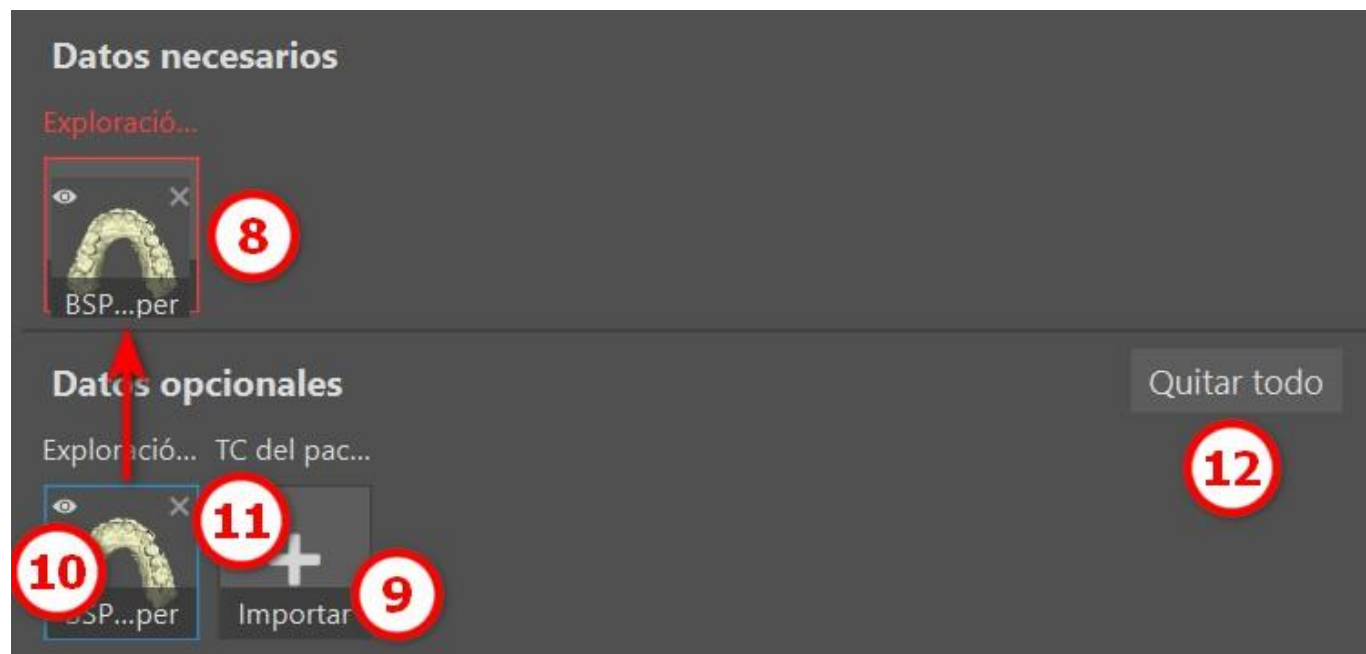 Datos necesarios
Exploració...
8
BSP...per
Datos opcionales
Quitar todo
Exploració... TC del pac...
12
11
10
9
...per
Importar